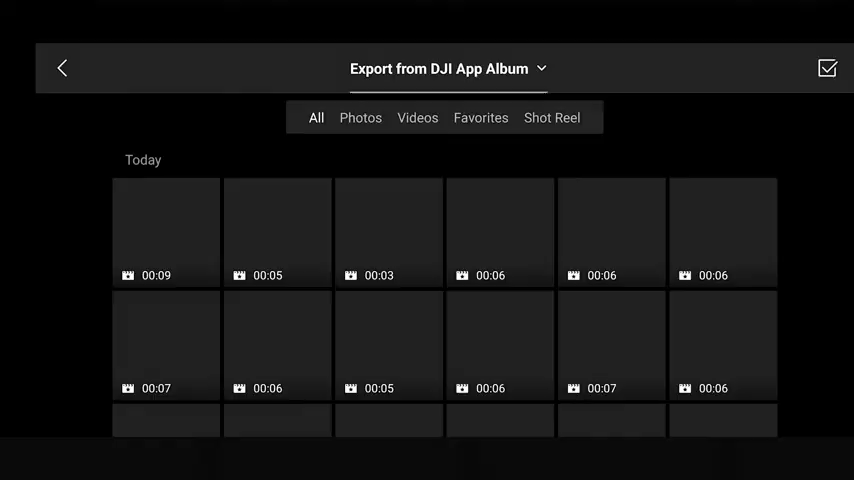 Export from DJI App Album
All Photos Videos Favorites Shot Reel
Today
00:09 00:05 00:03 00:06 00:06 00:06
00:07 00:06 00:05 00:06 00:07 00:06